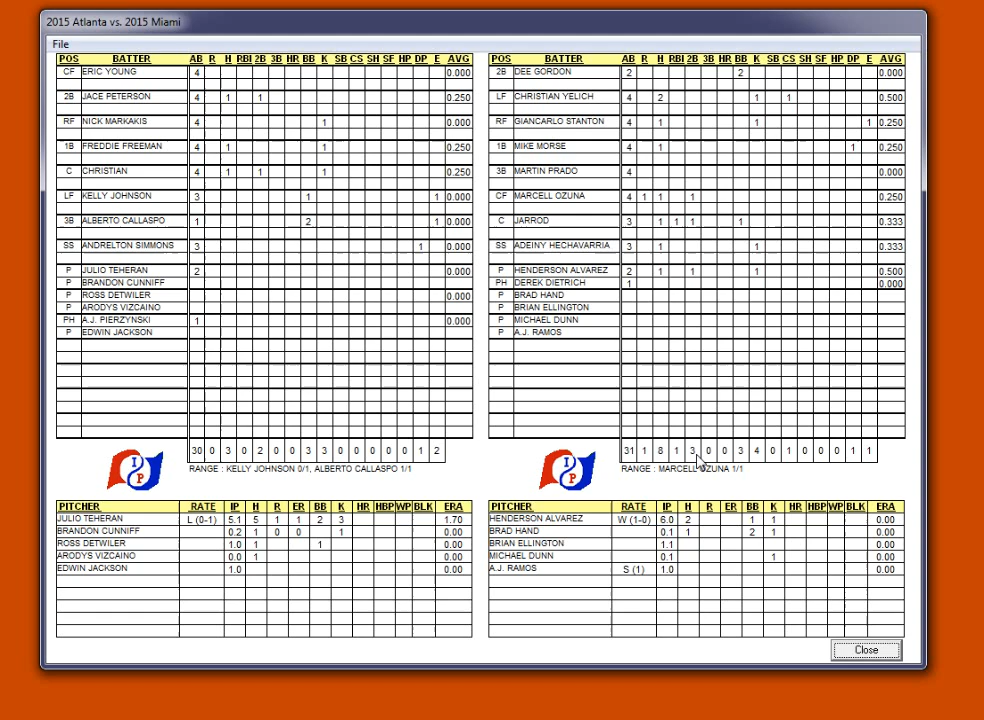 2015 Atlanta vs. 2015 Miami
File
POS BATTER AB R H RBI 2B 3B HR BB K SB CS SH SF HP DP E AVG
CF ERIC YOUNG 4 0.000
2B JACE PETERSON 4 1 1 0.250
RF NICK MARKAKIS 4 1 0.000
1B FREDDIE FREEMAN 4 1 1 0.250
C CHRISTIAN 4 1 1 1 0.250
LF KELLY JOHNSON 3 1 1 0.000
3B ALBERTO CALLASPO 1 2 1 0.000
SS ANDRELTON SIMMONS 3 1 0.000
P JULIO TEHERAN 2 0.000
P BRANDON CUNNIFF
P ROSS DETWILER 0.000
P ARODYS VIZCAINO
PH A.J. PIERZYNSKI 1 0.000
P EDWIN JACKSON
30 0 3 0 2 0 0 3 3 0 0 0 0 0 1 2
RANGE : KELLY JOHNSON 0/1, ALBERTO CALLASPO 1/1
I P
POS BATTER AB R H RBI 2B 3B HR BB K SB CS SH SF HP DP E AVG
2B DEE GORDON 2 2 0.000
LF CHRISTIAN YELICH 4 2 1 1 0.500
RF GIANCARLO STANTON 4 1 1 1 0.250
1B MIKE MORSE 4 1 1 0.250
3B MARTIN PRADO 4 0.000
CF MARCELL OZUNA 4 1 1 1 0.250
C JARROD 3 1 1 1 1 0.333
SS ADEINY HECHAVARRIA 3 1 1 0.333
P HENDERSON ALVAREZ 2 1 1 1 0.500
PH DEREK DIETRICH 1 0.000
P BRAD HAND
P BRIAN ELLINGTON
P MICHAEL DUNN
P A.J. RAMOS
31 1 8 1 3 0 0 3 4 0 1 0 0 0 1 1
RANGE : MARCELL OZUNA 1/1
I P
PITCHER RATE IP H R ER BB K HR HBP WP BLK ERA
JULIO TEHERAN L (0-1) 5.1 5 1 1 2 3 1.70
BRANDON CUNNIFF 0.2 1 0 0 1 0.00
ROSS DETWILER 1.0 1 1 0.00
ARODYS VIZCAINO 0.0 1 0.00
EDWIN JACKSON 1.0 0.00
PITCHER RATE IP H R ER BB K HR HBP WP BLK ERA
HENDERSON ALVAREZ W (1-0) 6.0 2 1 1 0.00
BRAD HAND 0.1 1 2 1 0.00
BRIAN ELLINGTON 1.1 0.00
MICHAEL DUNN 0.1 1 0.00
A.J. RAMOS S (1) 1.0 0.00
Close